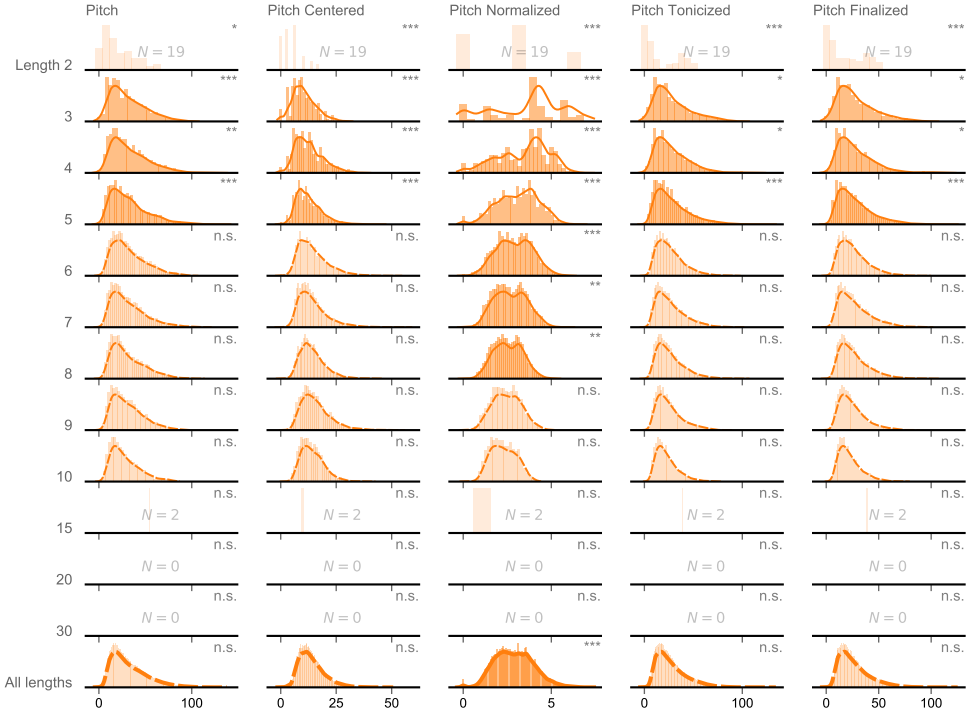 Pitch Pitch Centered Pitch Normalized Pitch Tonicized Pitch Finalized
* *** *** *** ***
Length 2 N = 19 N = 19 N = 19 N = 19 N = 19
*** *** *** * *
3
** *** *** * *
4
*** *** *** *** ***
5
n.s. n.s. *** n.s. n.s.
6
n.s. n.s. ** n.s. n.s.
7
n.s. n.s. ** n.s. n.s.
8
n.s. n.s. n.s. n.s. n.s.
9
n.s. n.s. n.s. n.s. n.s.
10
n.s. n.s. n.s. n.s. n.s.
15 N = 2 N = 2 N = 2 N = 2 N = 2
n.s. n.s. n.s. n.s. n.s.
20 N = 0 N = 0 N = 0 N = 0 N = 0
n.s. n.s. n.s. n.s. n.s.
30 N = 0 N = 0 N = 0 N = 0 N = 0
n.s. n.s. *** n.s. n.s.
All lengths
0 100 0 25 50 0 5 0 100 0 50 100